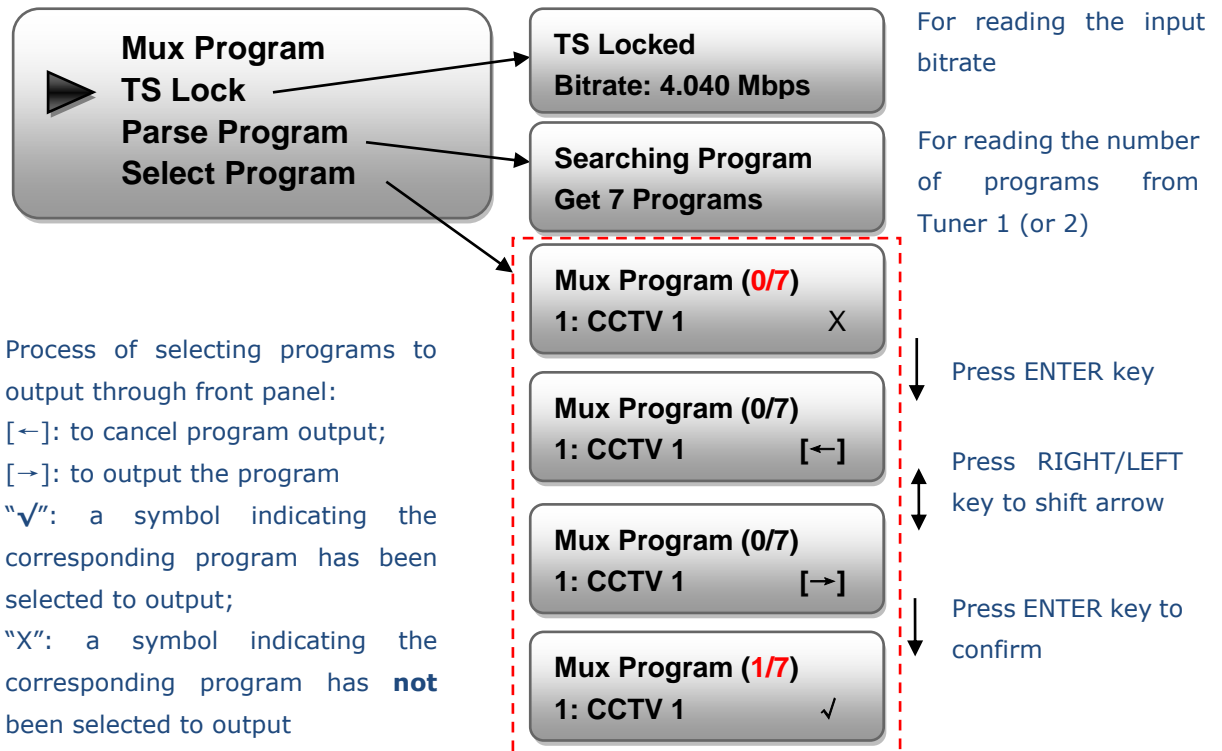 Mux Program
TS Lock
Parse Program
Select Program
TS Locked
Bitrate: 4.040 Mbps
For reading the input
bitrate
Searching Program
Get 7 Programs
For reading the number
of programs from
Tuner 1 (or 2)
Process of selecting programs to
output through front panel:
[←]: to cancel program output;
[→]: to output the program
“√”: a symbol indicating the
corresponding program has been
selected to output;
“X”: a symbol indicating the
corresponding program has not
been selected to output
Mux Program (0/7)
1: CCTV 1 X
Press ENTER key
Mux Program (0/7)
1: CCTV 1 [←]
Press RIGHT/LEFT
key to shift arrow
Mux Program (0/7)
1: CCTV 1 [→]
Press ENTER key to
confirm
Mux Program (1/7)
1: CCTV 1 √